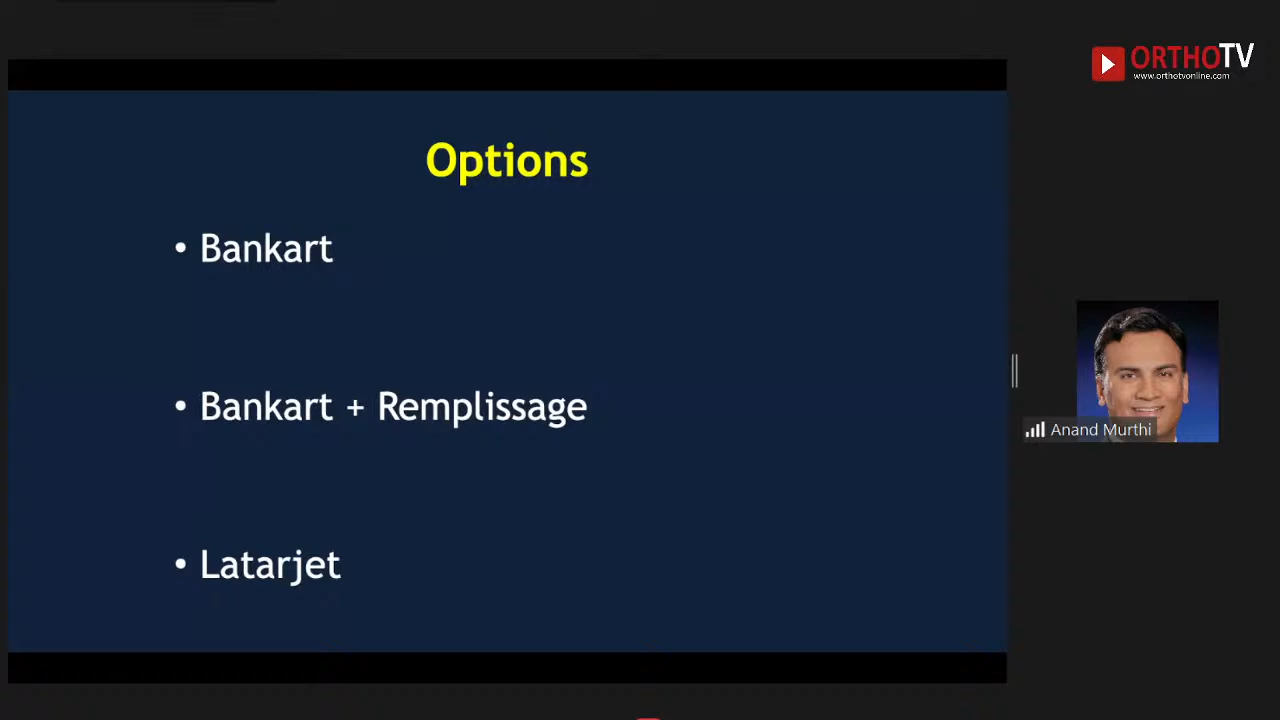 ORTHOTV
www.orthotvonline.com
Options
• Bankart
• Bankart + Remplissage
• Latarjet
Anand Murthi